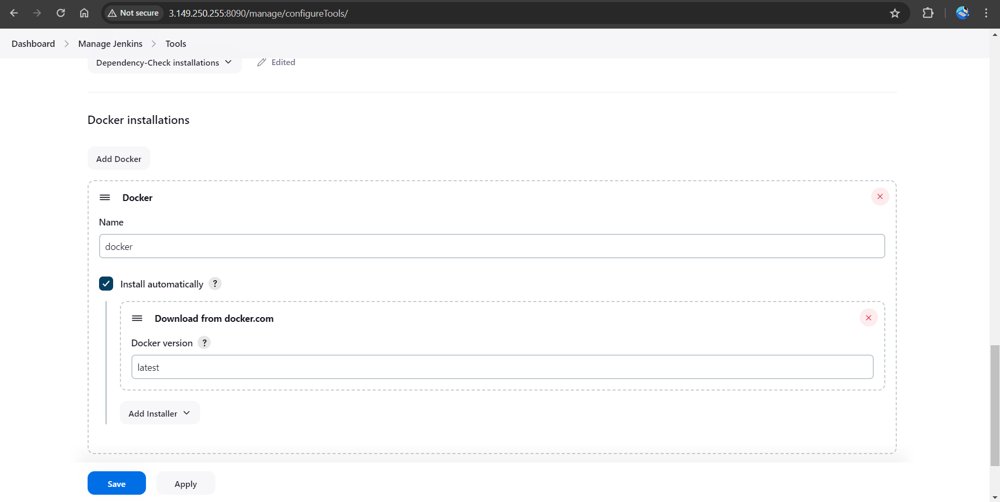 Not secure 3.149.250.255:8090/manage/configureTools/
Dashboard Manage Jenkins Tools
Dependency-Check installations Edited
Docker installations
Add Docker
Docker
Name
docker
Install automatically ?
Download from docker.com
Docker version ?
latest
Add Installer
Save Apply